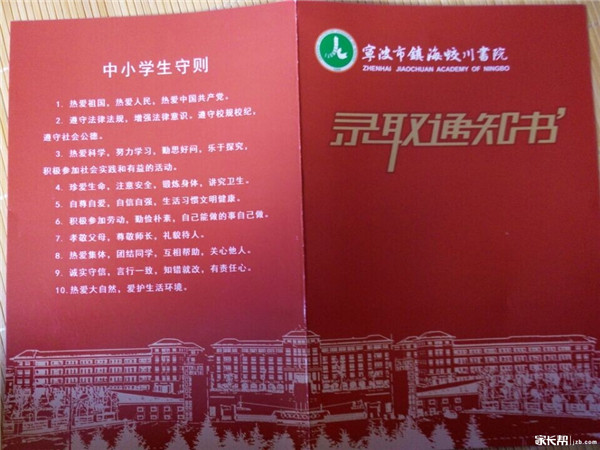 中小学生守则
1. 热爱祖国，热爱人民，热爱中国共产党。
2. 遵守法律法规，增强法律意识。遵守校规校纪，
遵守社会公德。
3. 热爱科学，努力学习，勤思好问，乐于探究，
积极参加社会实践和有益的活动。
4. 珍爱生命，注意安全，锻炼身体，讲究卫生。
5. 自尊自爱，自信自强，生活习惯文明健康。
6. 积极参加劳动，勤俭朴素，自己能做的事自己做。
7. 孝敬父母，尊敬师长，礼貌待人。
8. 热爱集体，团结同学，互相帮助，关心他人。
9. 诚实守信，言行一致，知错就改，有责任心。
10. 热爱大自然，爱护生活环境。
寧波市鎮海蛟川書院
ZHENHAI JIAOCHUAN ACADEMY OF NINGBO
录取通知书
家长帮 jzb.com